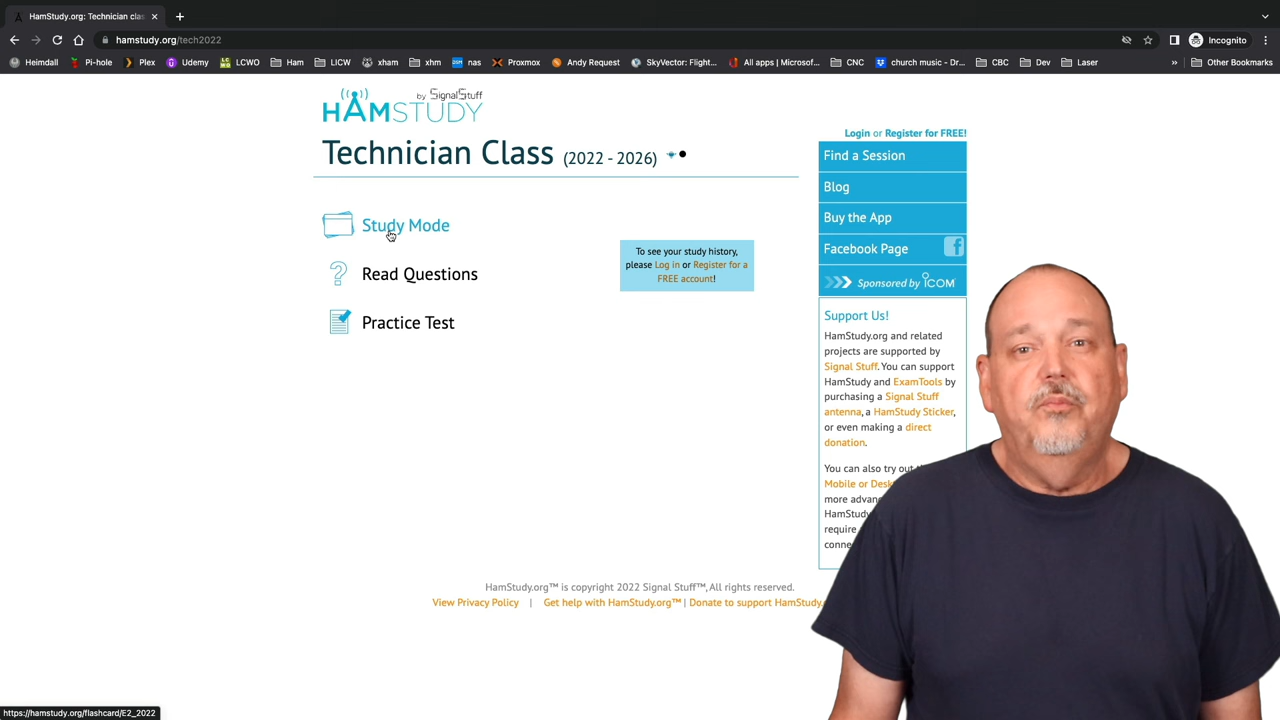 HamStudy.org: Technician clas
hamstudy.org/tech2022
Incognito
Heimdall Pi-hole Plex Udemy LCWO Ham LICW xham xhm nas Proxmox Andy Request SkyVector: Flight... All apps | Microsof... CNC church music - Dr... CBC Dev Laser » Other Bookmarks
by SignalStuff
HAMSTUDY
Login or Register for FREE!
Technician Class (2022 - 2026)
Find a Session
Blog
Buy the App
Facebook Page
Sponsored by ICOM
Study Mode
Read Questions
Practice Test
To see your study history,
please Log in or Register for a
FREE account!
Support Us!
HamStudy.org and related
projects are supported by
Signal Stuff. You can support
HamStudy and ExamTools by
purchasing a Signal Stuff
antenna, a HamStudy Sticker,
or even making a direct
donation.
You can also try out
Mobile or
more
HamStudy
require
HamStudy.org™ is copyright 2022 Signal Stuff™, All rights reserved.
View Privacy Policy | Get help with HamStudy.org™ | Donate to support HamStudy.
https://hamstudy.org/flashcard/E2_2022